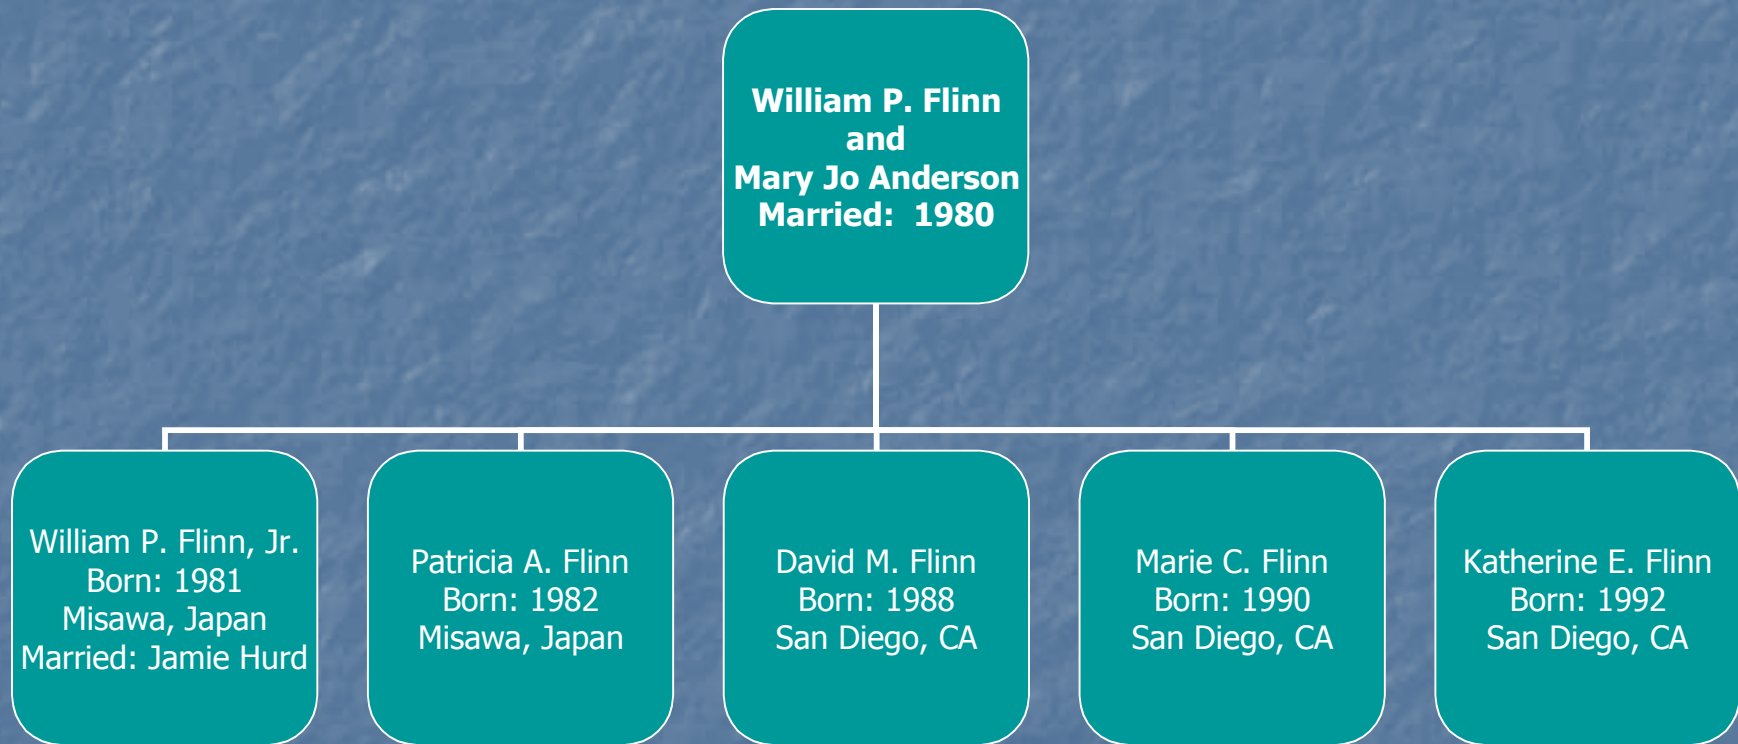 William P. Flinn
and
Mary Jo Anderson
Married:  1980
William P. Flinn, Jr.
Born: 1981
Misawa, Japan
Married: Jamie Hurd
Patricia A. Flinn
Born: 1982
Misawa, Japan
David M. Flinn
Born: 1988
San Diego, CA
Marie C. Flinn
Born: 1990
San Diego, CA
Katherine E. Flinn
Born: 1992
San Diego, CA